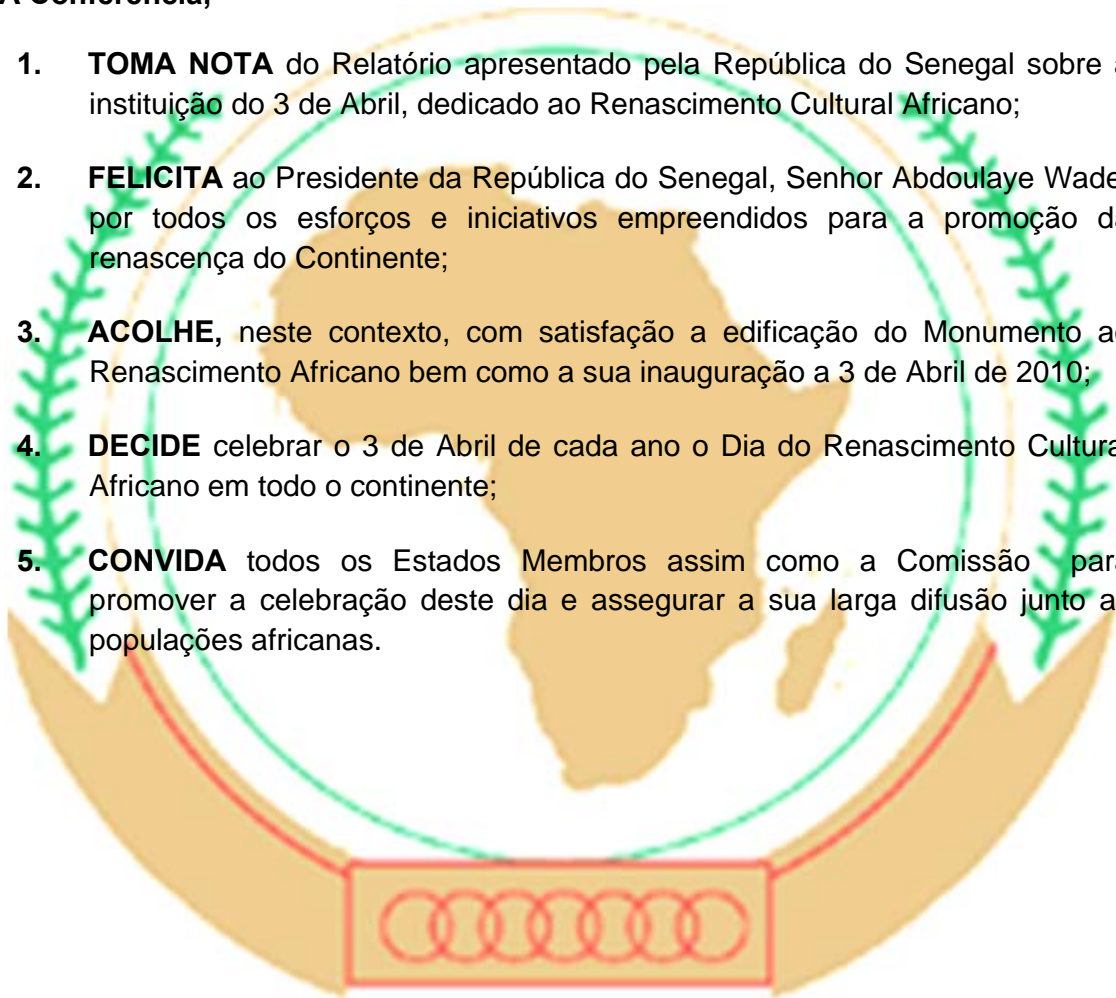 A Conferência,
1. TOMA NOTA do Relatório apresentado pela República do Senegal sobre a
instituição do 3 de Abril, dedicado ao Renascimento Cultural Africano;
2. FELICITA ao Presidente da República do Senegal, Senhor Abdoulaye Wade,
por todos os esforços e iniciativos empreendidos para a promoção da
renascença do Continente;
3. ACOLHE, neste contexto, com satisfação a edificação do Monumento ao
Renascimento Africano bem como a sua inauguração a 3 de Abril de 2010;
4. DECIDE celebrar o 3 de Abril de cada ano o Dia do Renascimento Cultural
Africano em todo o continente;
5. CONVIDA todos os Estados Membros assim como a Comissão para
promover a celebração deste dia e assegurar a sua larga difusão junto a
populações africanas.